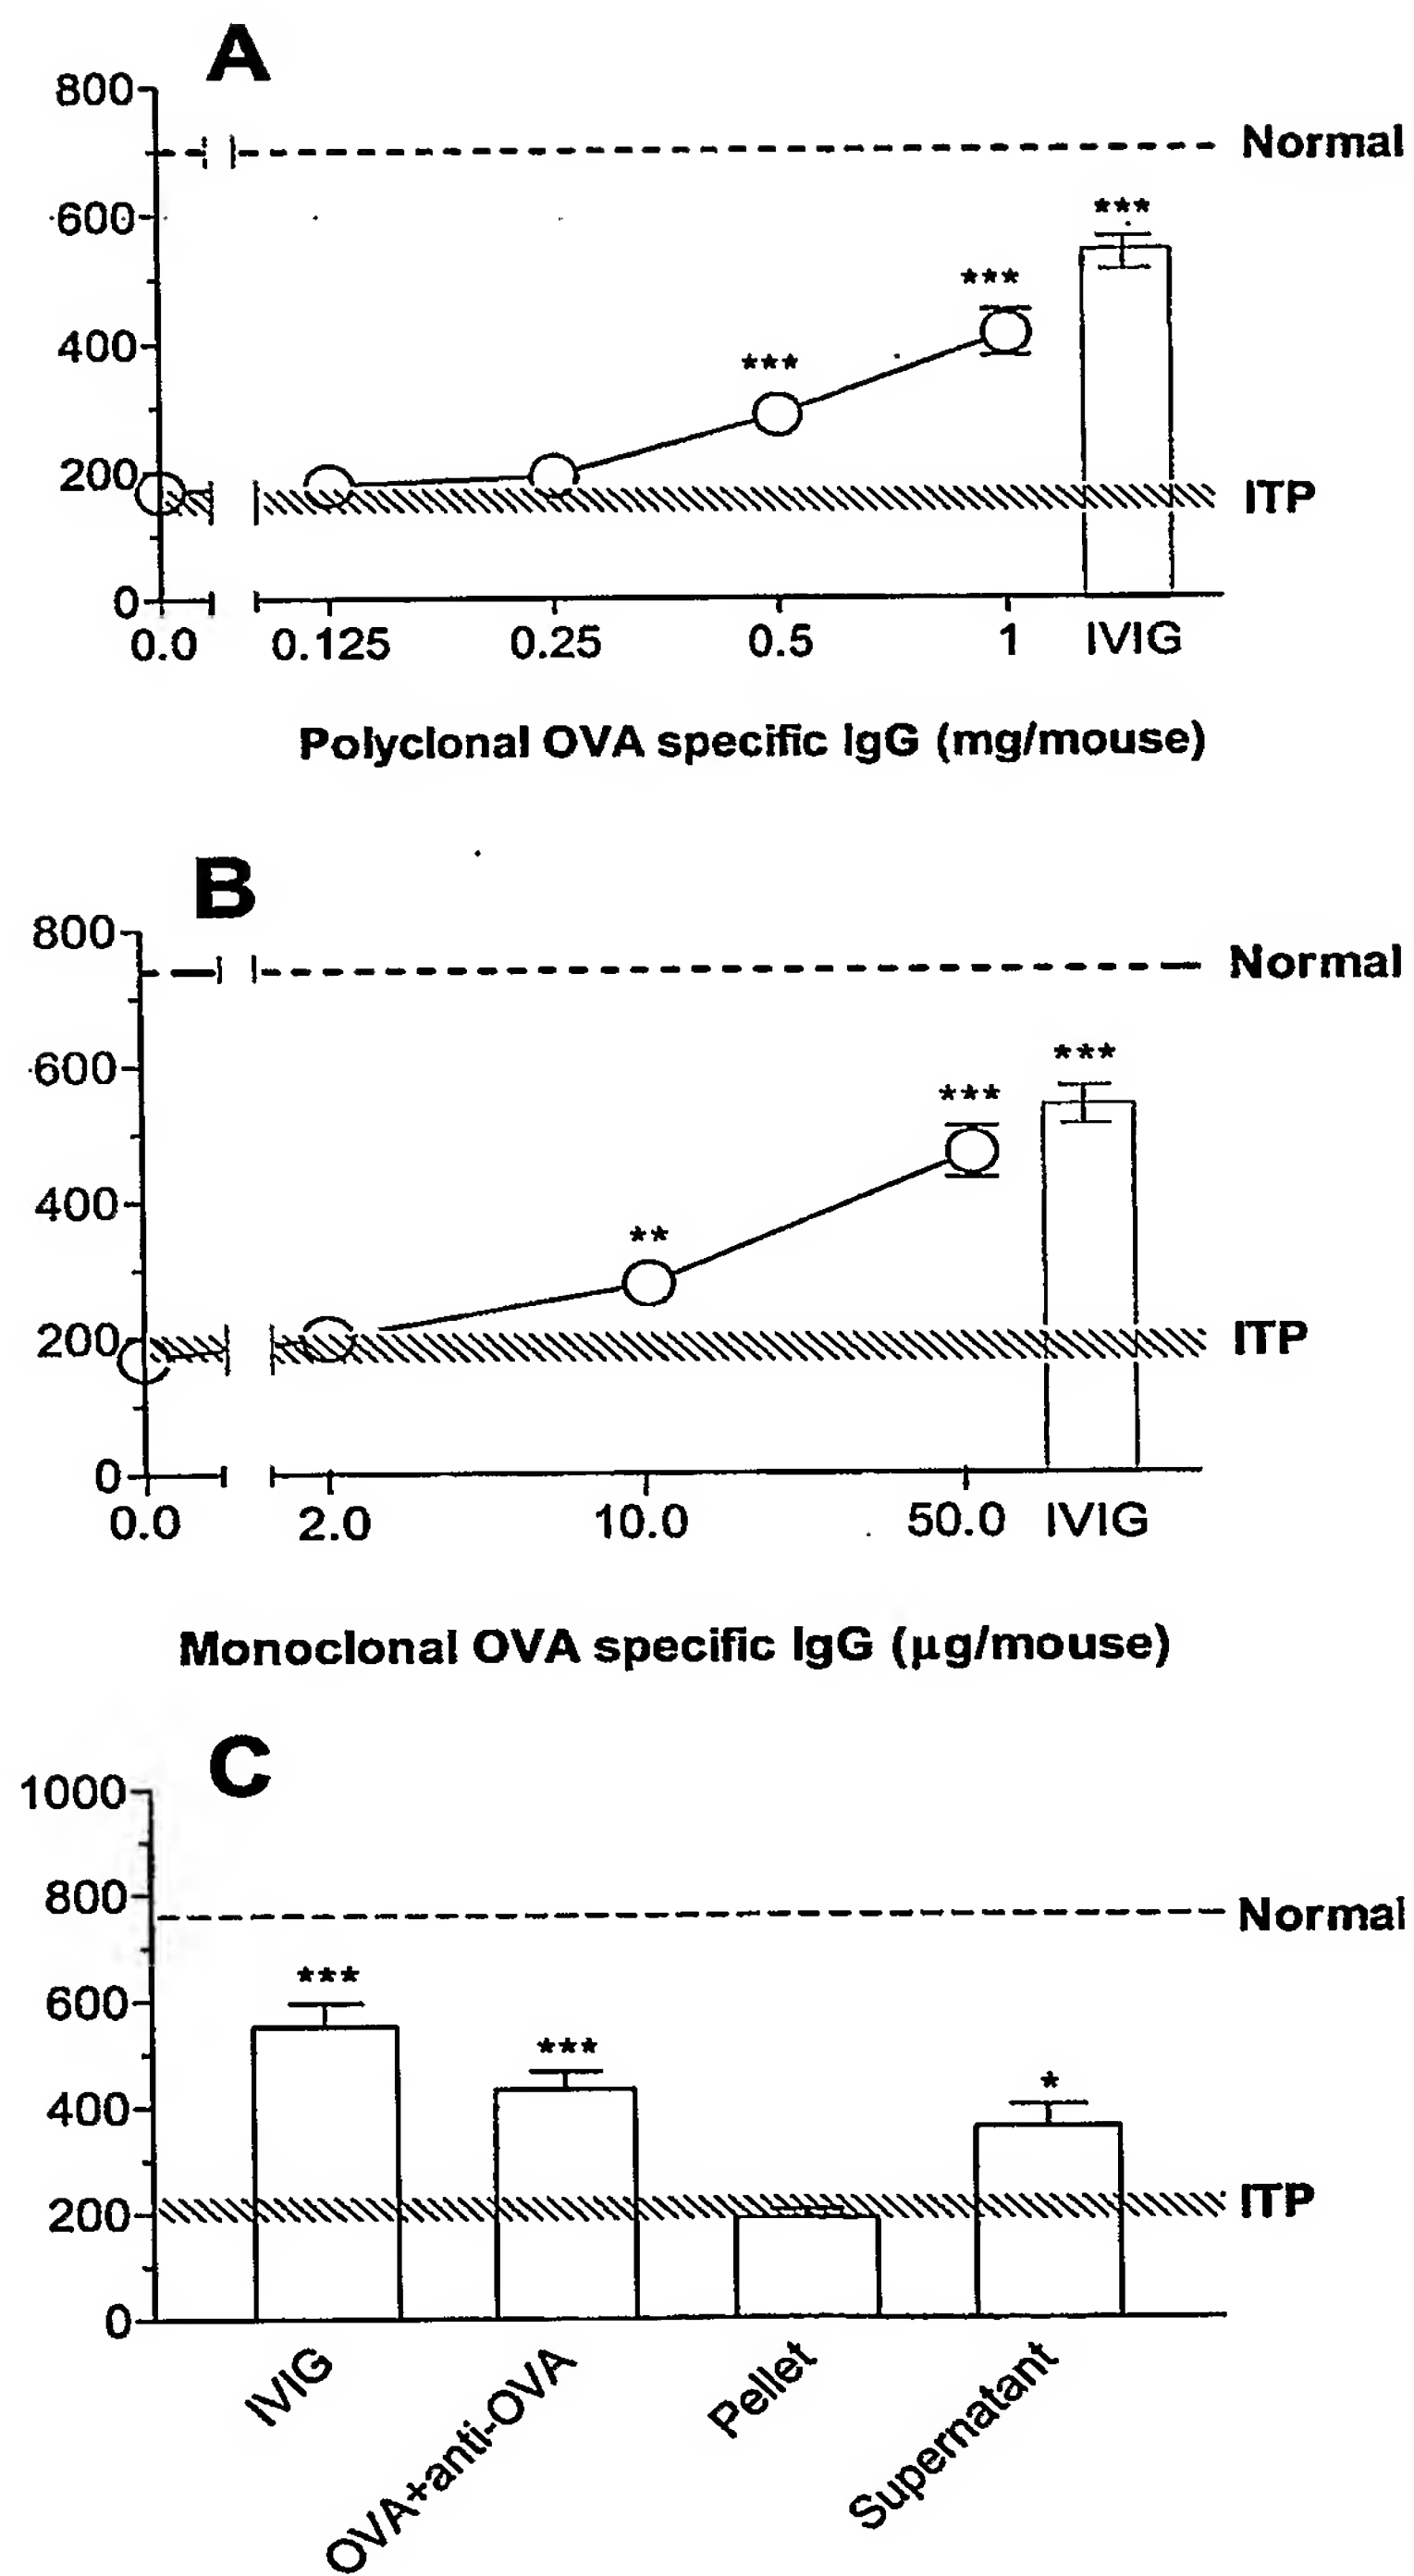 A
800
Normal
600
***
***
400
***
200
ITP
0
0.0 0.125 0.25 0.5 1 IVIG
Polyclonal OVA specific IgG (mg/mouse)
B
800
Normal
600
***
***
400
**
200
ITP
0
0.0 2.0 10.0 50.0 IVIG
Monoclonal OVA specific IgG (μg/mouse)
C
1000
800
Normal
600
***
***
400
*
200
ITP
0
IVIG
OVA+anti-OVA
Pellet
Supernatant